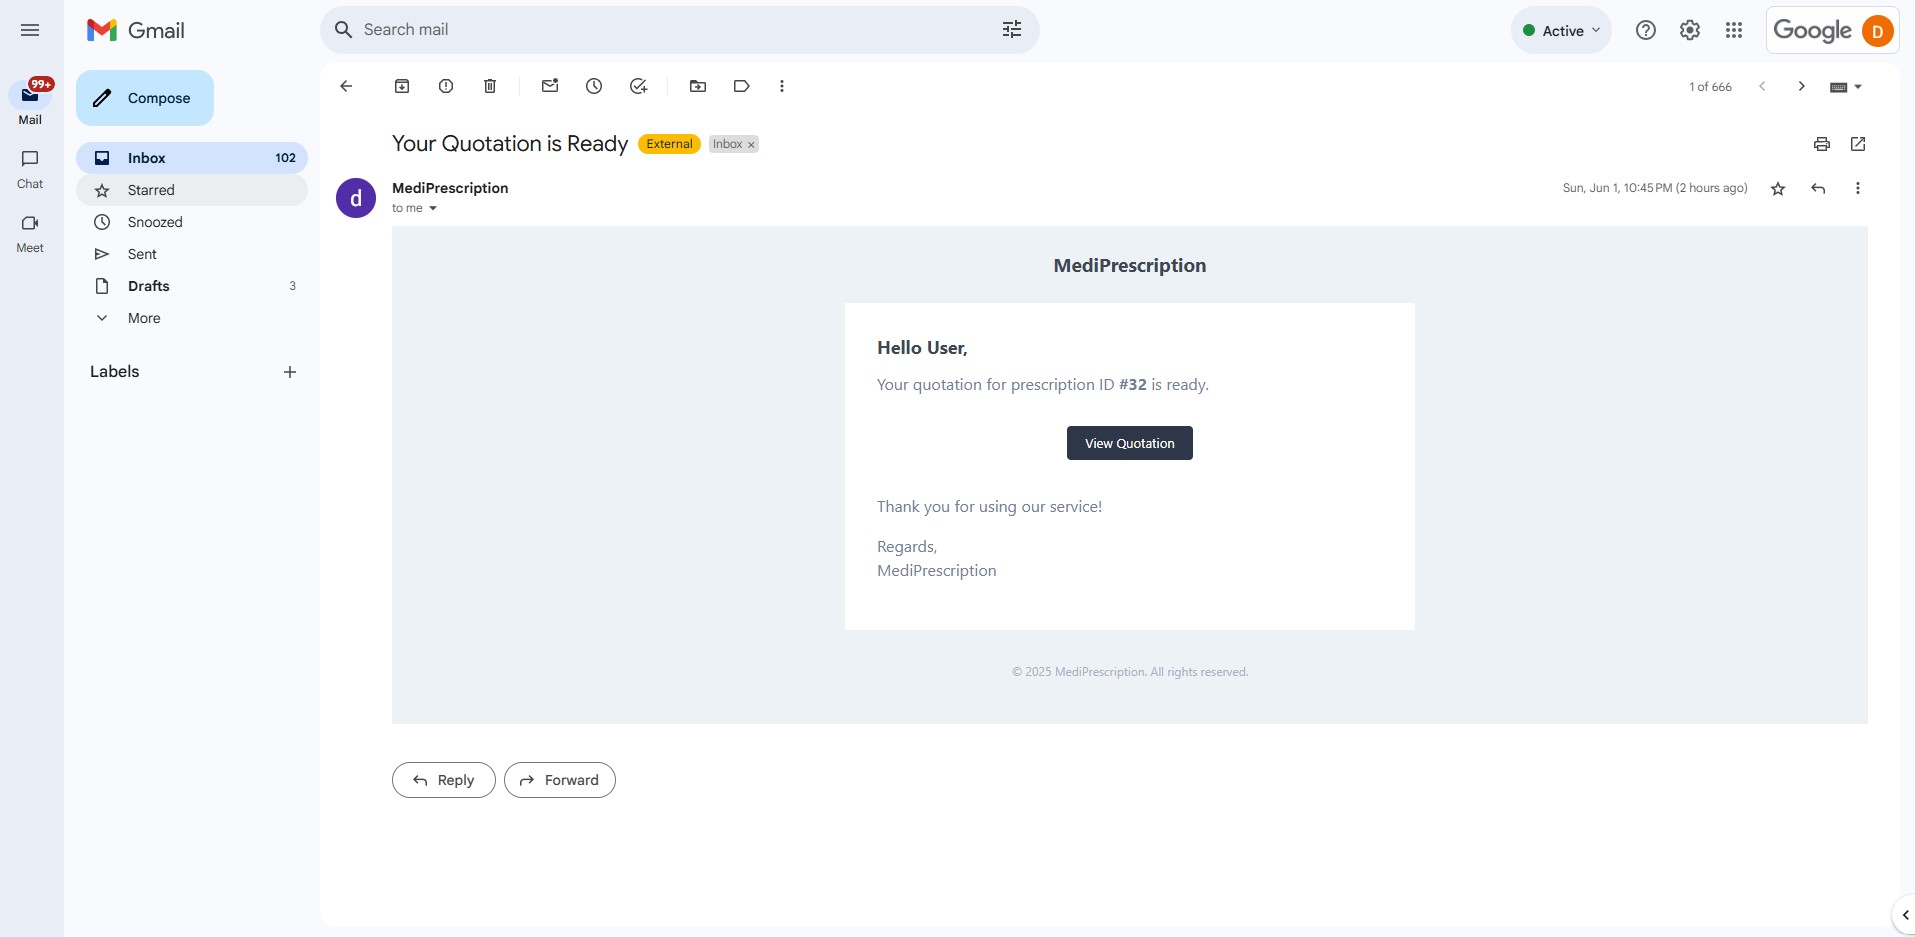 Gmail
Search mail
Active
Google
D
99+
Mail
Chat
Meet
Compose
Inbox 102
Starred
Snoozed
Sent
Drafts 3
More
Labels
1 of 666
Your Quotation is Ready External Inbox ×
d
MediPrescription
to me
Sun, Jun 1, 10:45 PM (2 hours ago)
MediPrescription
Hello User,
Your quotation for prescription ID #32 is ready.
View Quotation
Thank you for using our service!
Regards,
MediPrescription
© 2025 MediPrescription. All rights reserved.
Reply
Forward